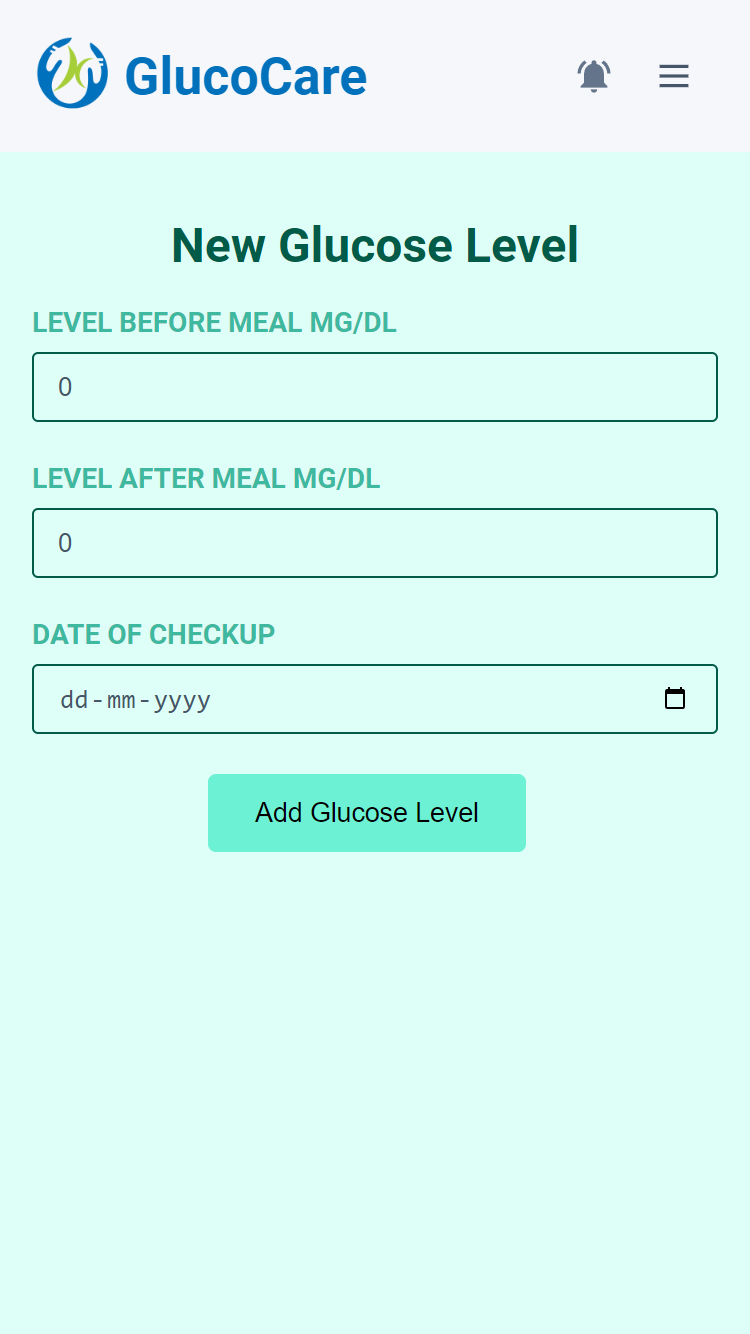 GlucoCare
New Glucose Level
LEVEL BEFORE MEAL MG/DL
0
LEVEL AFTER MEAL MG/DL
0
DATE OF CHECKUP
dd-mm-yyyy
Add Glucose Level